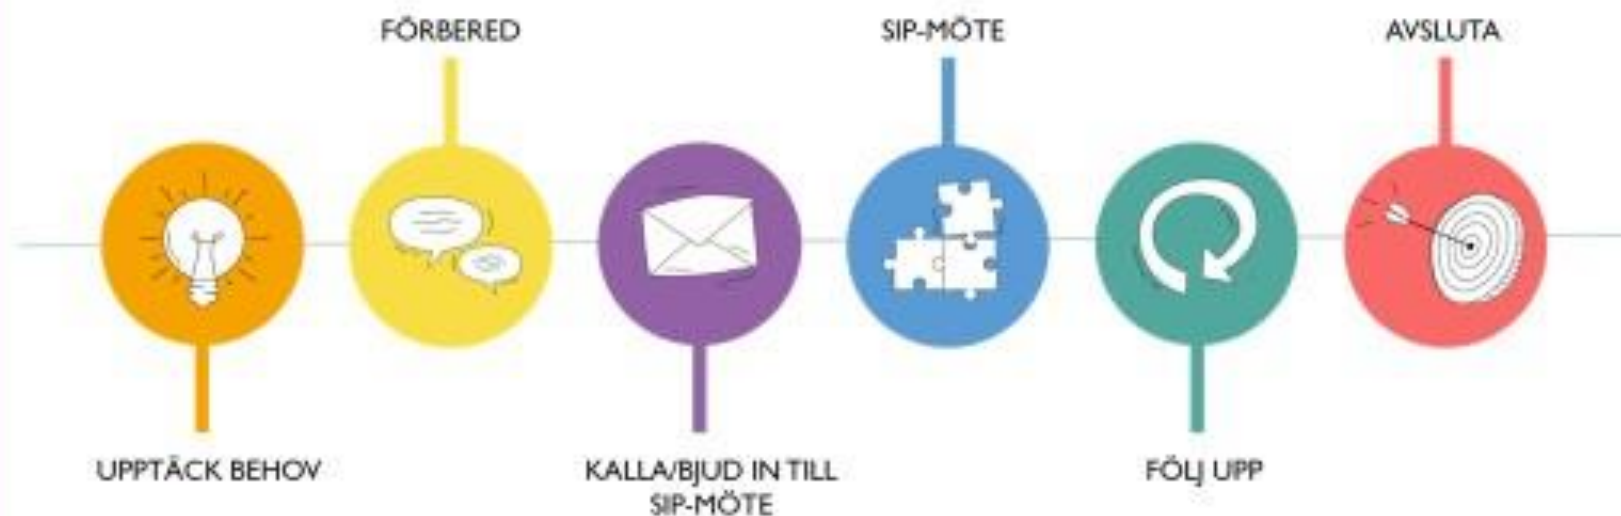 UPPTÄCK BEHOV
FÖRBERED
KALLA/BJUD IN TILL
SIP-MÖTE
SIP-MÖTE
FÖLJ UPP
AVSLUTA